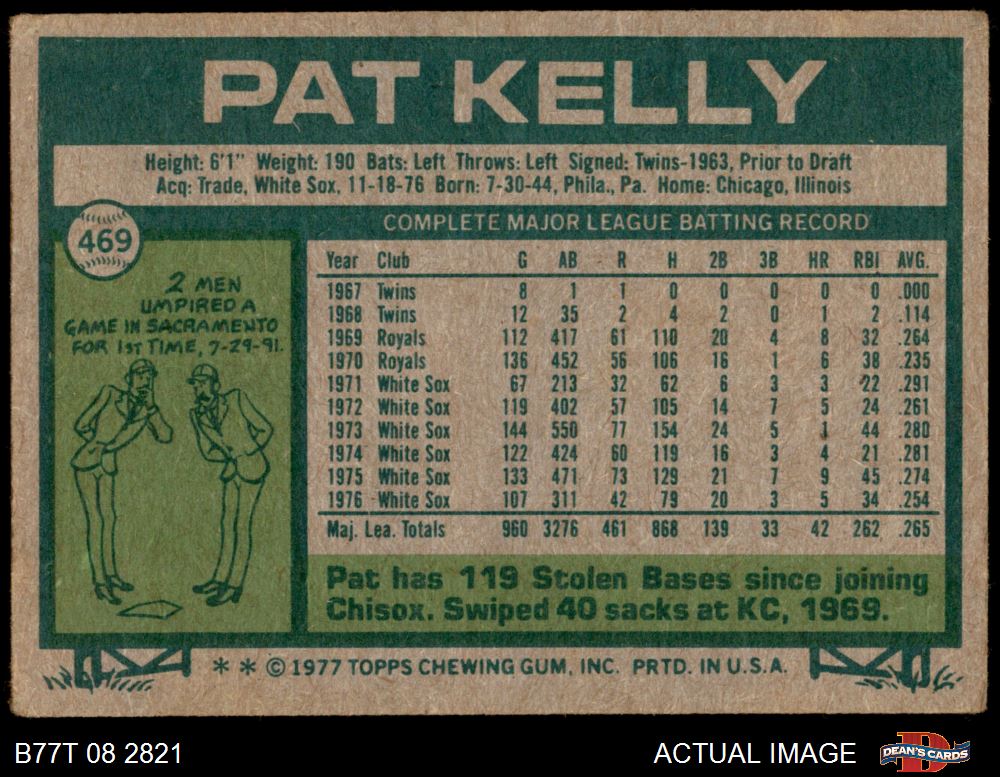 PAT KELLY
Height: 6'1" Weight: 190 Bats: Left Throws: Left Signed: Twins-1963, Prior to Draft
Acq: Trade, White Sox, 11-18-76 Born: 7-30-44, Phila., Pa. Home: Chicago, Illinois
469
2 MEN
UMPIRED A
GAME IN SACRAMENTO
FOR 1ST TIME, 7-29-91.
COMPLETE MAJOR LEAGUE BATTING RECORD
Year Club G AB R H 2B 3B HR RBI AVG.
1967 Twins 8 1 1 0 0 0 0 0 .000
1968 Twins 12 35 2 4 2 0 1 2 .114
1969 Royals 112 417 61 110 20 4 8 32 .264
1970 Royals 136 452 56 106 16 1 6 38 .235
1971 White Sox 67 213 32 62 6 3 3 22 .291
1972 White Sox 119 402 57 105 14 7 5 24 .261
1973 White Sox 144 550 77 154 24 5 1 44 .280
1974 White Sox 122 424 60 119 16 3 4 21 .281
1975 White Sox 133 471 73 129 21 7 9 45 .274
1976 White Sox 107 311 42 79 20 3 5 34 .254
Maj. Lea. Totals 960 3276 461 868 139 33 42 262 .265
Pat has 119 Stolen Bases since joining
Chisox. Swiped 40 sacks at KC, 1969.
* * © 1977 TOPPS CHEWING GUM, INC. PRTD. IN U.S.A.
B77T 08 2821 ACTUAL IMAGE D DEAN'S CARDS